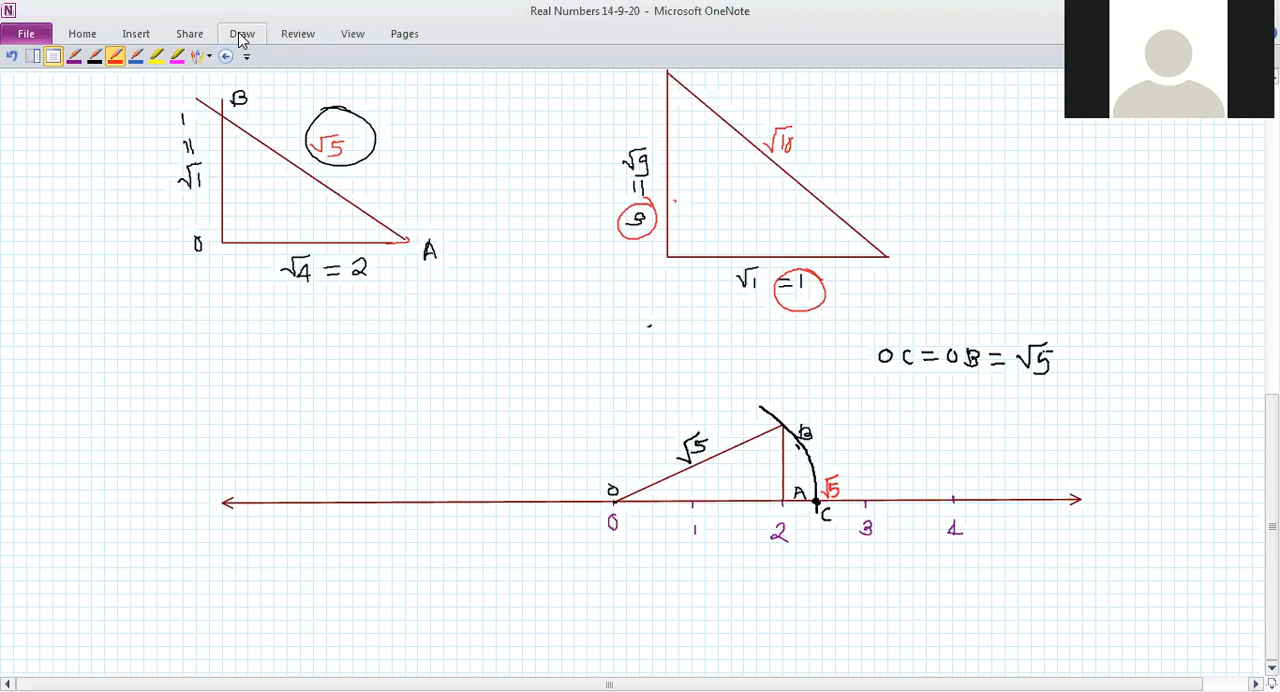 Real Numbers 14-9-20 - Microsoft OneNote
File Home Insert Share Draw Review View Pages
B
1
=
√1
√5
O
A
√4 = 2
√9
=
3
√10
√1 = 1
OC = OB = √5
√5
B
O
A
√5
C
0 1 2 3 4